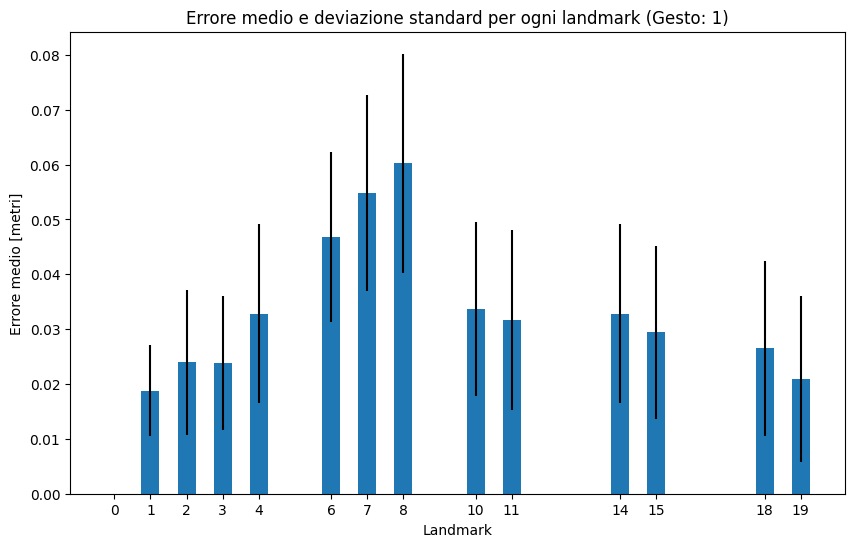 Errore medio e deviazione standard per ogni landmark (Gesto: 1)
Errore medio [metri]
0.08
0.07
0.06
0.05
0.04
0.03
0.02
0.01
0.00
0 1 2 3 4 6 7 8 10 11 14 15 18 19
Landmark